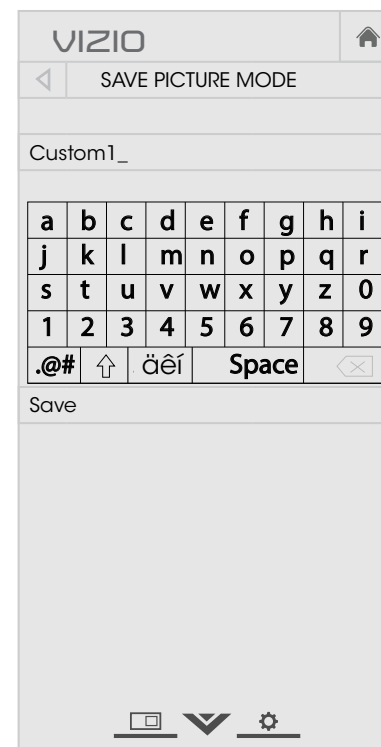 VIZIO
SAVE PICTURE MODE
Custom1_
a b c d e f g h i
j k l m n o p q r
s t u v w x y z 0
1 2 3 4 5 6 7 8 9
.@# äêí Space
Save